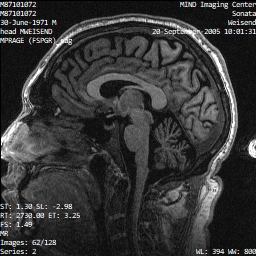 M87101072
M87101072
30-June-1971 M
head MWEISEND
MPRAGE (FSPGR) sdg
MIND Imaging Center
Sonata
Weisend
20-September-2005 10:01:31
ST: 1.30 SL: -2.98
RT: 2730.00 ET: 3.25
FS: 1.49
MR
Images: 62/128
Series: 2
WL: 394 WW: 800